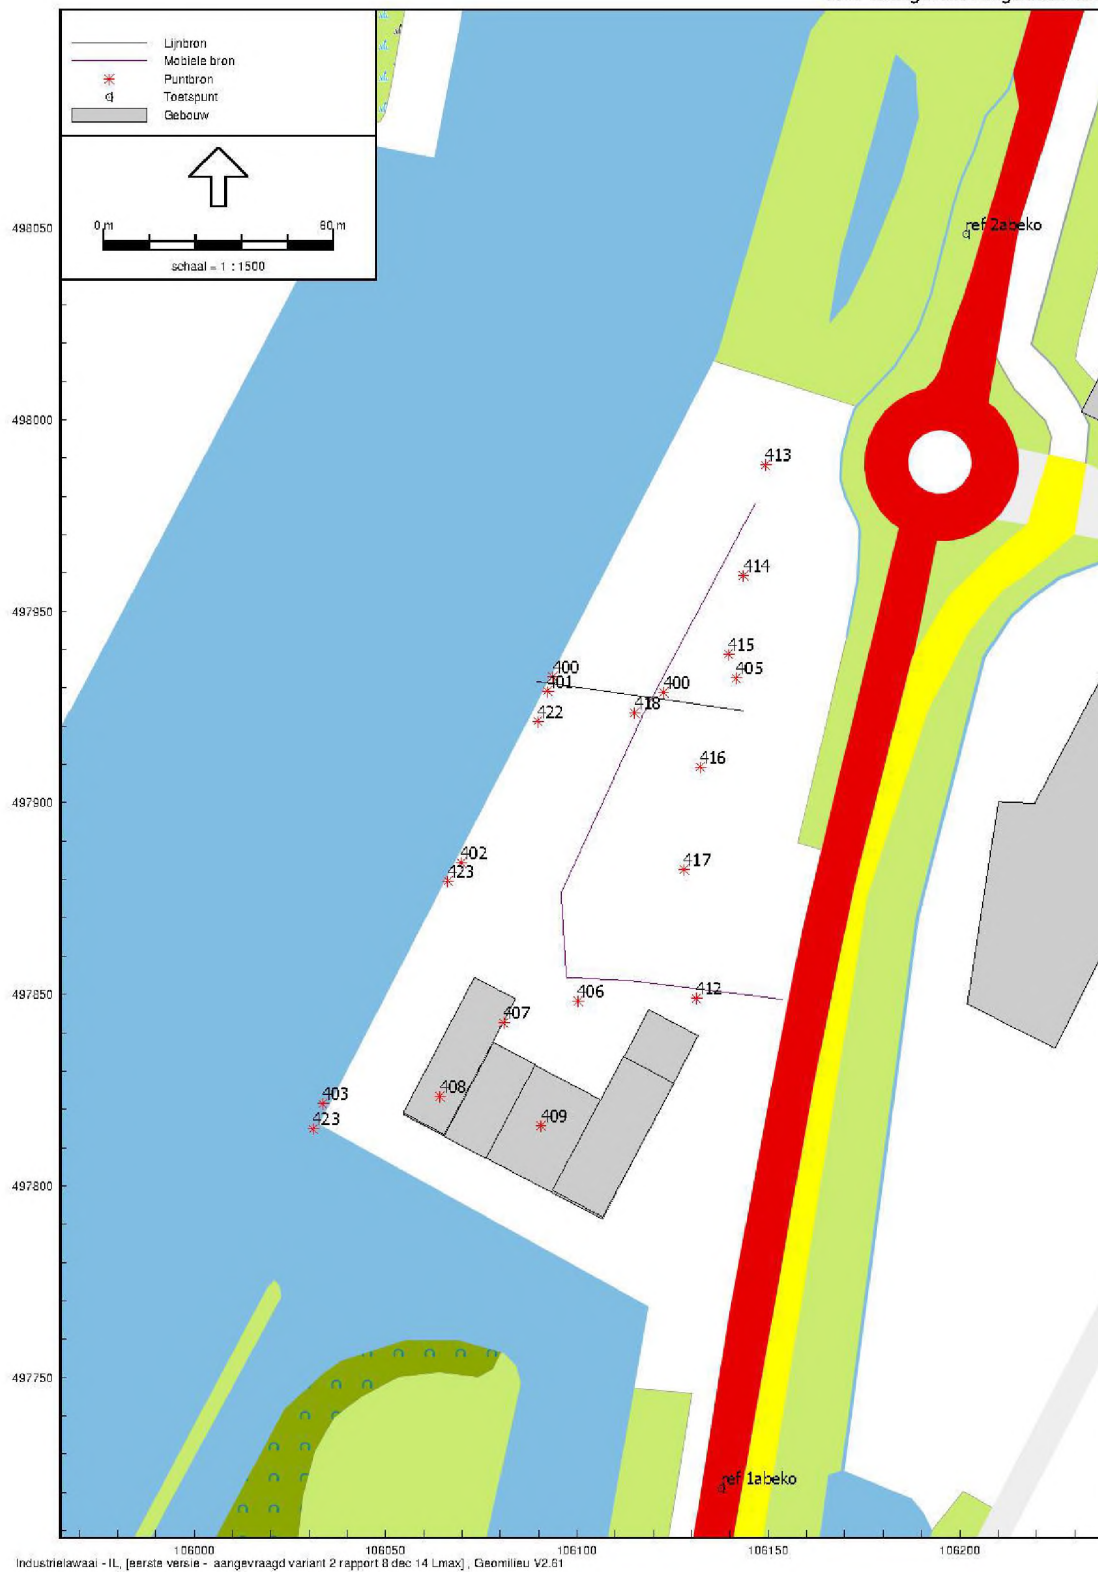 Lijnbron
Mobiele bron
Puntbron
Toetspunt
Gebouw
0 m
60 m
schaal = 1 : 1500
498050
498000
497950
497900
497850
497800
497750
ref 2abeko
413
414
415
405
400
401
400
418
422
416
402
423
417
406
412
407
408
403
409
423
ref 1abeko
106000
106050
106100
106150
106200
Industrielawaai - IL, [eerste versie - aangevraagd variant 2 rapport 8 dec 14 Lmax] , Geomilieu V2.61